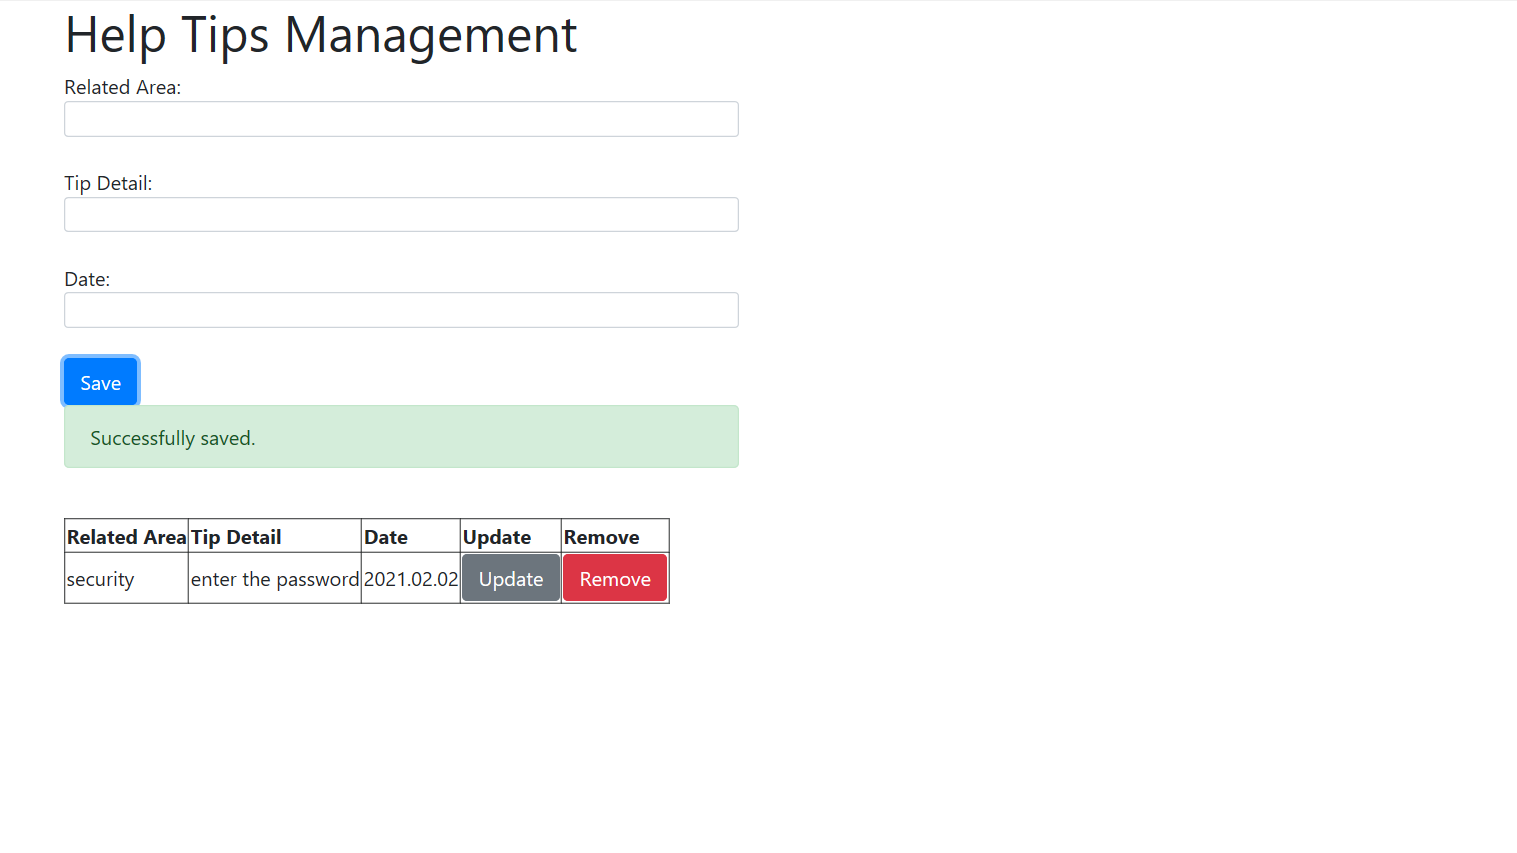 Help Tips Management
Related Area:
Tip Detail:
Date:
Save
Successfully saved.
Related Area Tip Detail Date Update Remove
security enter the password 2021.02.02 Update Remove